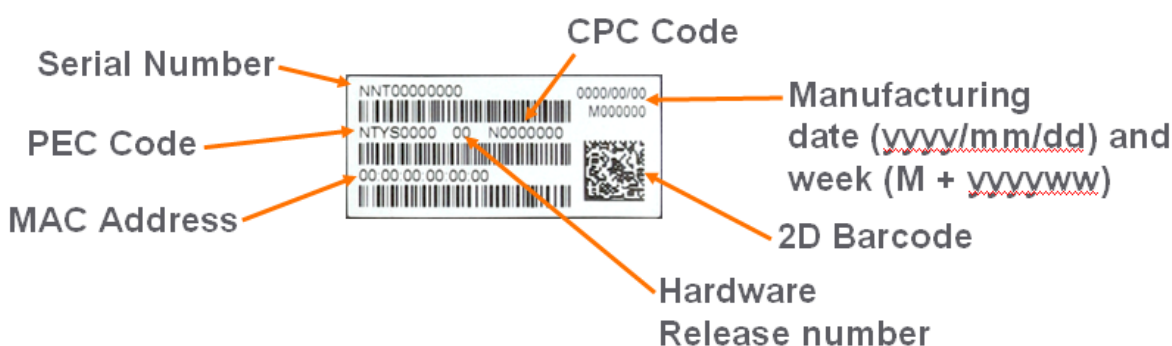 CPC Code
Serial Number
NNT00000000
0000/00/00
M000000
Manufacturing
date (yyyy/mm/dd) and
week (M + yyyyww)
PEC Code
NTYS0000 00 N0000000
MAC Address
00:00:00:00:00:00
2D Barcode
Hardware
Release number